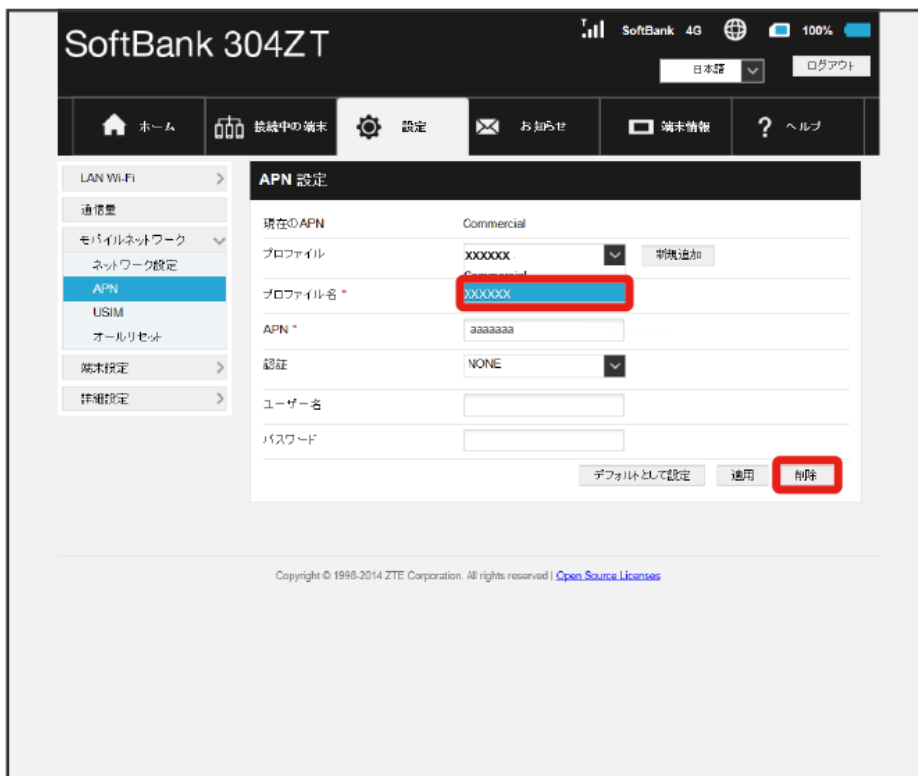 SoftBank 304ZT
SoftBank 4G 100%
日本語 ログアウト
ホーム 接続中の端末 設定 お知らせ 端末情報 ? ヘルプ
LAN Wi-Fi
通信量
モバイルネットワーク
ネットワーク設定
APN
USIM
オールリセット
端末設定
詳細設定
APN 設定
現在のAPN Commercial
プロファイル xxxxxx 新規追加
Commercial
プロファイル名 * XXXXXX
APN * aaaaaaa
認証 NONE
ユーザー名
パスワード
デフォルトとして設定 適用 削除
Copyright © 1998-2014 ZTE Corporation. All rights reserved | Open Source Licenses